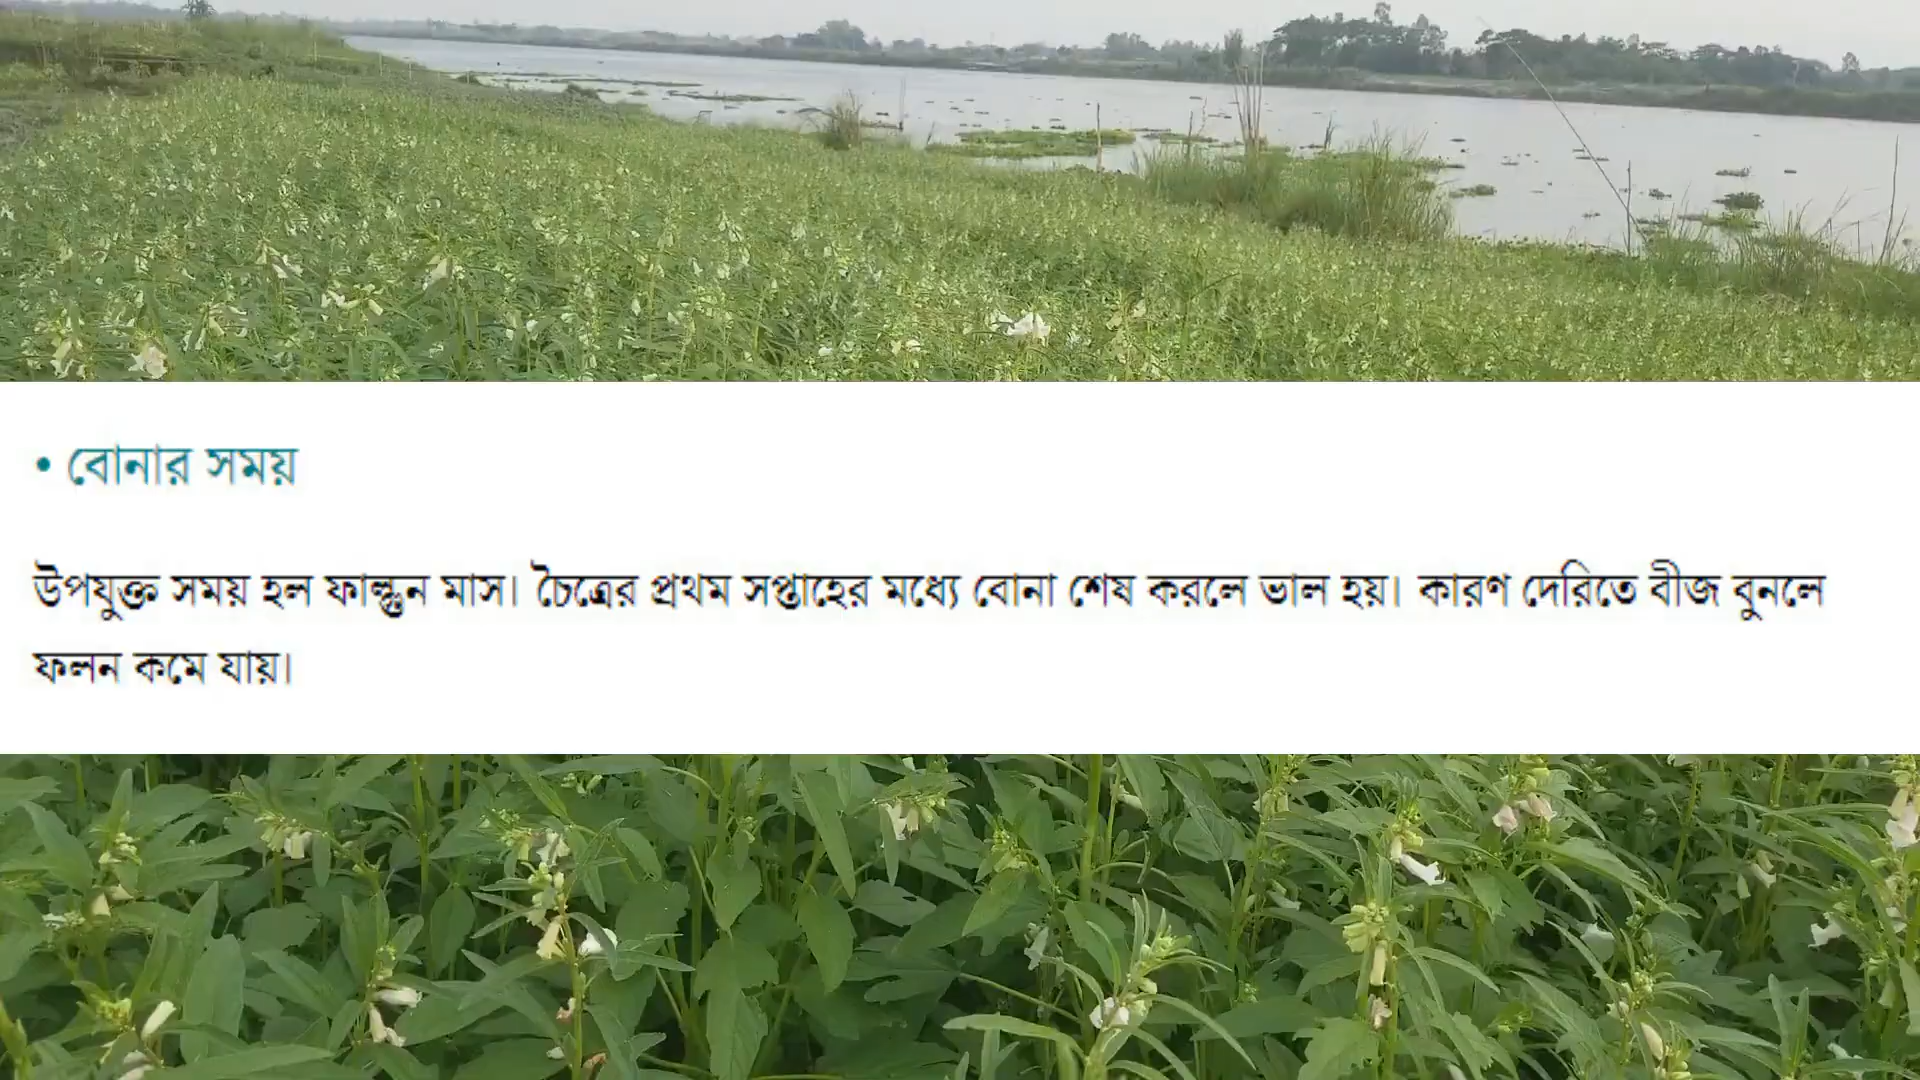 • বোনার সময়
উপযুক্ত সময় হল ফাল্গুন মাস। চৈত্রের প্রথম সপ্তাহের মধ্যে বোনা শেষ করলে ভাল হয়। কারণ দেরিতে বীজ বুনলে
ফলন কমে যায়।